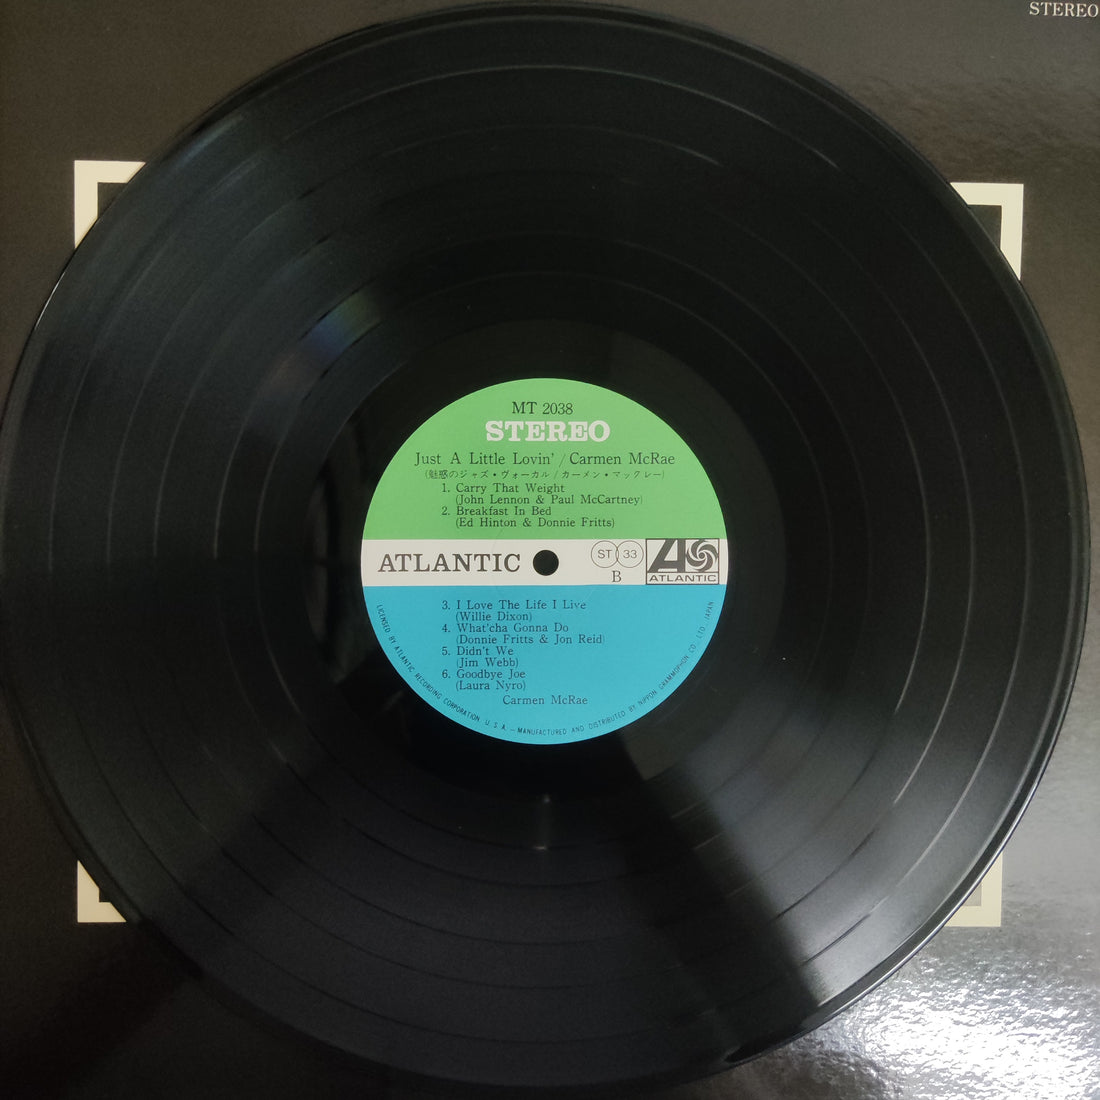 STEREO
MT 2038
STEREO
Just A Little Lovin' / Carmen McRae
(魅惑のジャズ・ヴォーカル / カーメン・マックレー)
1. Carry That Weight
(John Lennon & Paul McCartney)
2. Breakfast In Bed
(Ed Hinton & Donnie Fritts)
ATLANTIC
ST 33
B
ATLANTIC
3. I Love The Life I Live
(Willie Dixon)
4. What'cha Gonna Do
(Donnie Fritts & Jon Reid)
5. Didn't We
(Jim Webb)
6. Goodbye Joe
(Laura Nyro)
Carmen McRae
LICENSED BY ATLANTIC RECORDING CORPORATION U. S. A. — MANUFACTURED AND DISTRIBUTED BY NIPPON GRAMMOPHON CO., LTD. JAPAN